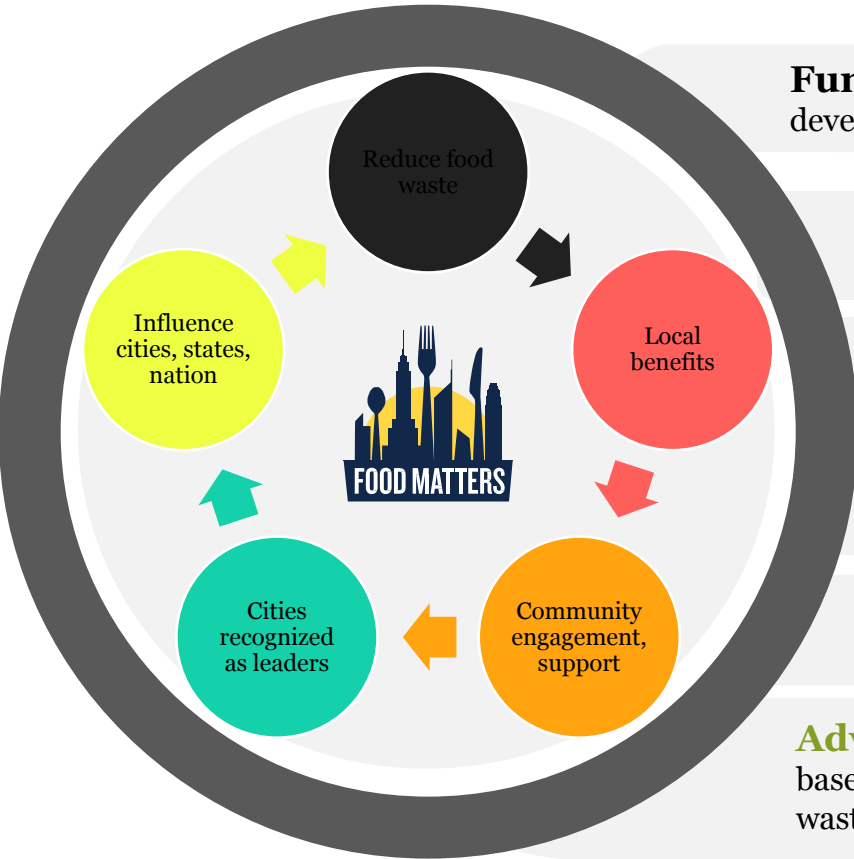 Reduce food
waste
Local
benefits
Community
engagement,
support
Cities
recognized
as leaders
Influence
cities, states,
nation
FOOD MATTERS